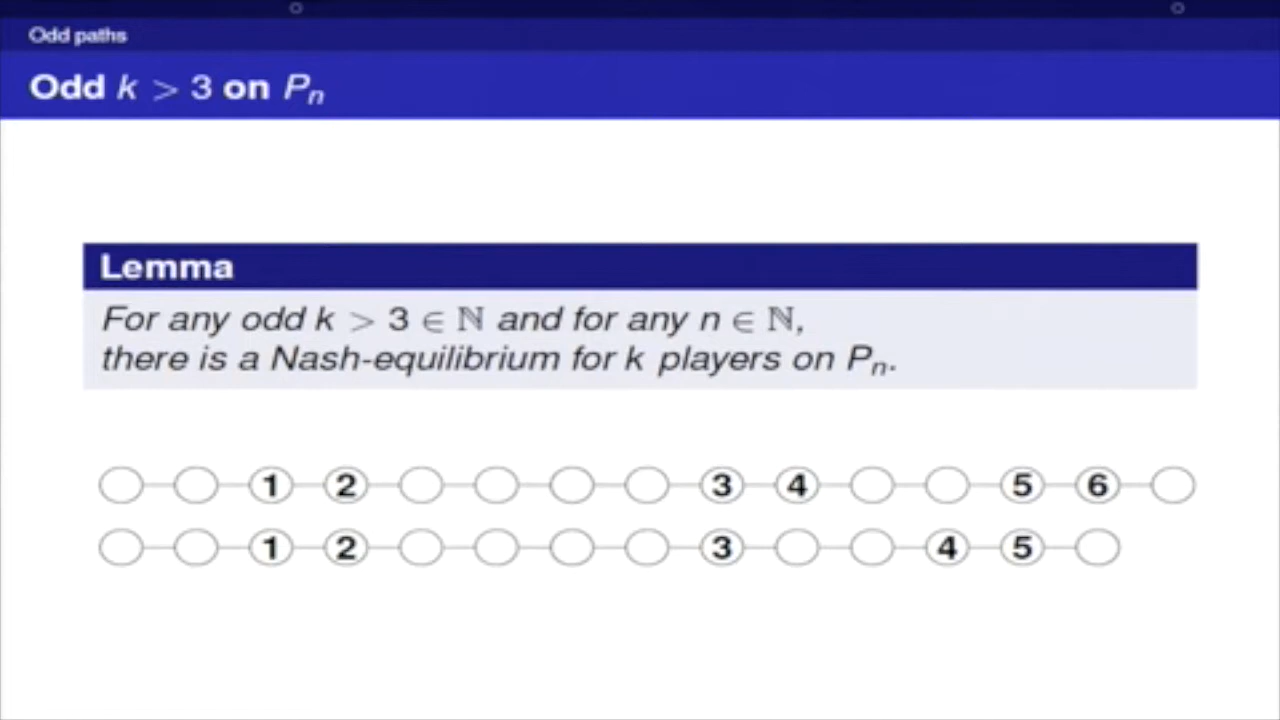 Odd paths
Odd k > 3 on Pₙ
Lemma
For any odd k > 3 ∈ ℕ and for any n ∈ ℕ,
there is a Nash-equilibrium for k players on Pₙ.
1 2 3 4 5 6
1 2 3 4 5